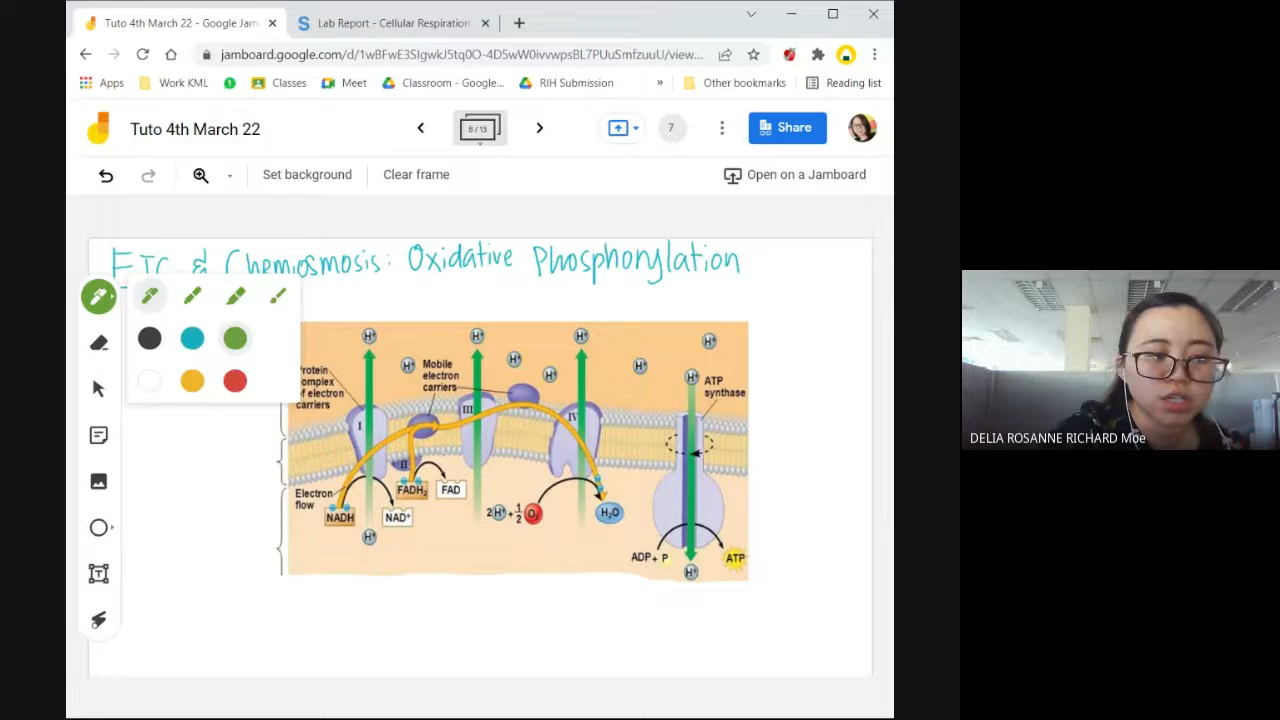 Tuto 4th March 22 - Google Jam
Lab Report - Cellular Respiration
jamboard.google.com/d/1wBFwE3SIgwkJ5tq0O-4D5wW0ivvwpsBL7PUuSmfzuuU/view...
Apps Work KML Classes Meet Classroom - Google... RIH Submission » Other bookmarks Reading list
Tuto 4th March 22
8 / 13
7
Share
Set background
Clear frame
Open on a Jamboard
ETC & Chemiosmosis: Oxidative Phosphorylation
H⁺ H⁺ H⁺ H⁺
H⁺ H⁺ H⁺ H⁺ H⁺
Protein
complex
of electron
carriers
Mobile
electron
carriers
ATP
synthase
I
II
III
IV
Electron
flow
NADH
NAD⁺
FADH₂
FAD
2H⁺ + 1/2 O₂
H₂O
H⁺
ADP + P
ATP
H⁺
DELIA ROSANNE RICHARD Moe